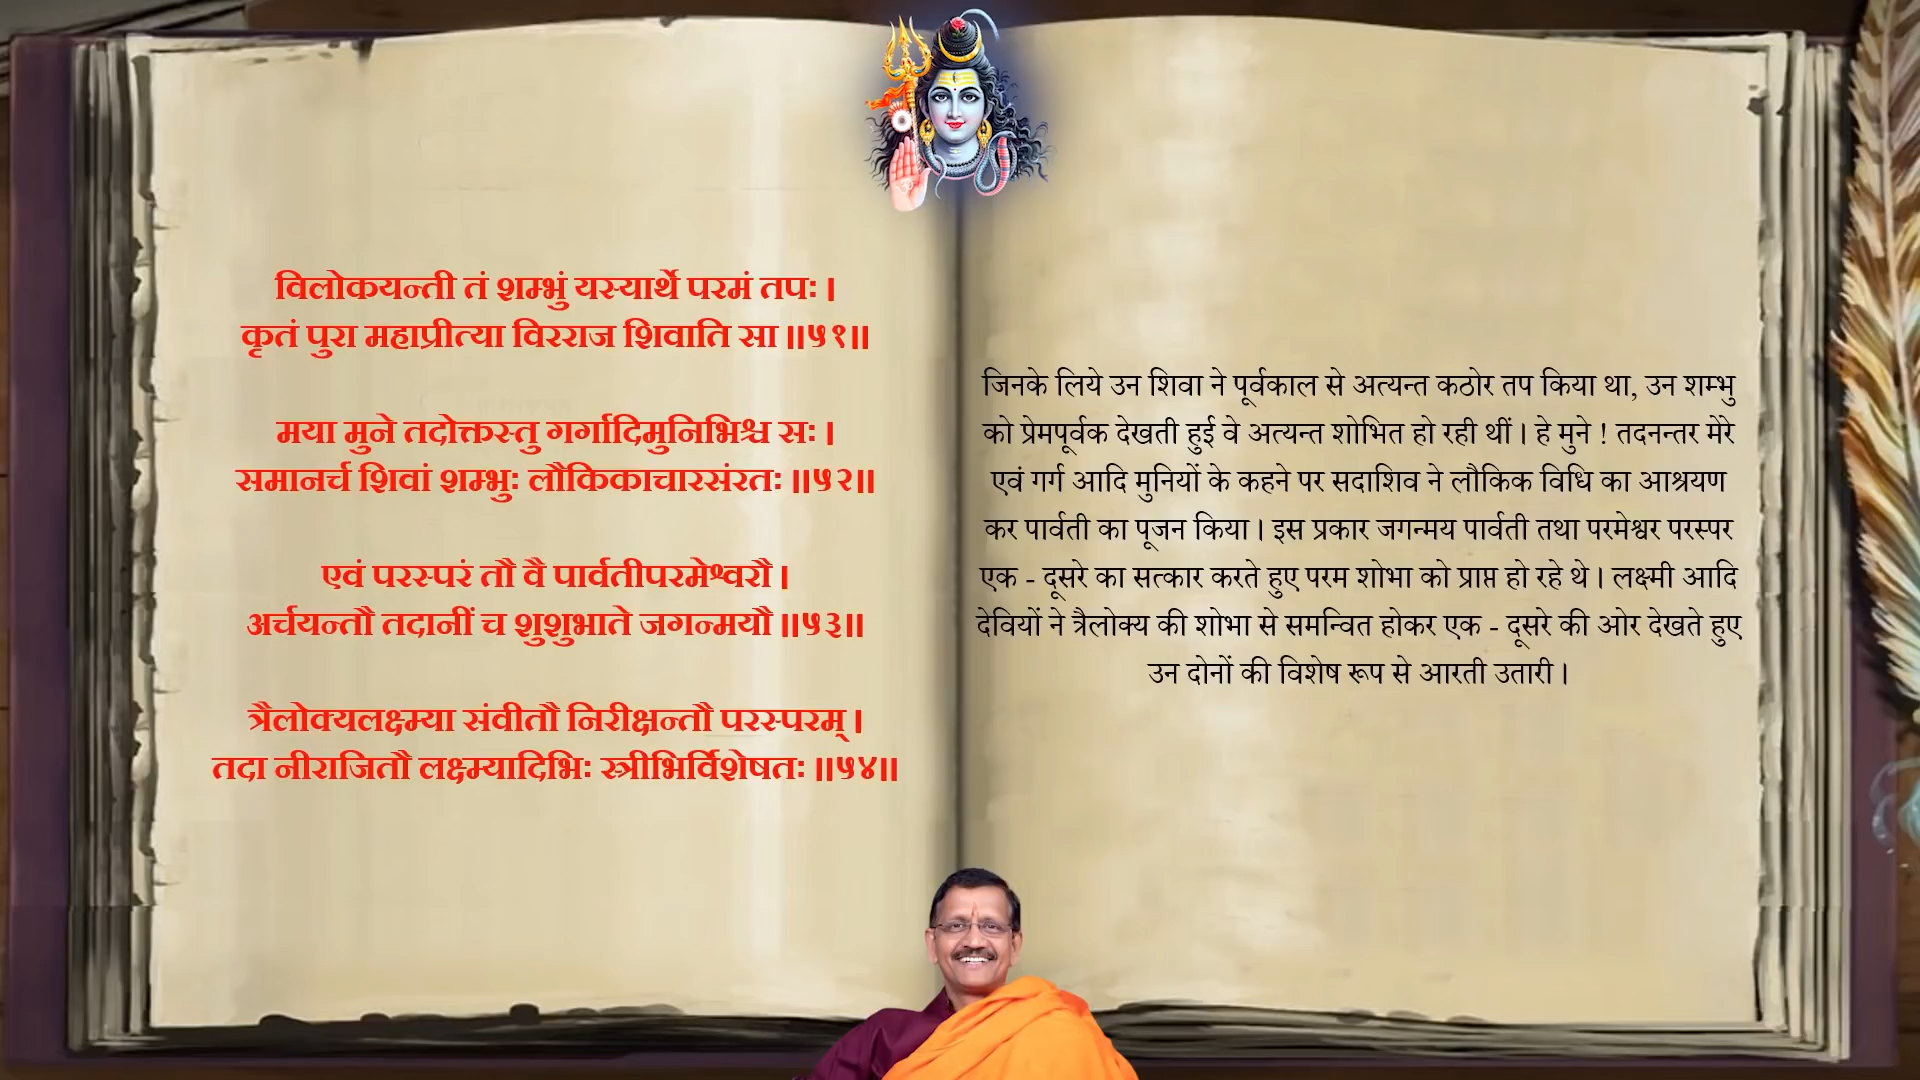 विलोकयन्ती तं शम्भुं यस्यार्थे परमं तपः ।
कृतं पुरा महाप्रीत्या विरराज शिवाति सा ॥५१॥
मया मुने तदोक्तस्तु गर्गादिमुनिभिश्च सः ।
समानर्च शिवां शम्भुः लौकिकाचारसंरतः ॥५२॥
एवं परस्परं तौ वै पार्वतीपरमेश्वरौ ।
अर्चयन्तौ तदानीं च शुशुभाते जगन्मयौ ॥५३॥
त्रैलोक्यलक्ष्म्या संवीतौ निरीक्षन्तौ परस्परम् ।
तदा नीराजितौ लक्ष्म्यादिभिः स्त्रीभिर्विशेषतः ॥५४॥
जिनके लिये उन शिवा ने पूर्वकाल से अत्यन्त कठोर तप किया था, उन शम्भु
को प्रेमपूर्वक देखती हुई वे अत्यन्त शोभित हो रही थीं । हे मुने ! तदनन्तर मेरे
एवं गर्ग आदि मुनियों के कहने पर सदाशिव ने लौकिक विधि का आश्रयण
कर पार्वती का पूजन किया । इस प्रकार जगन्मय पार्वती तथा परमेश्वर परस्पर
एक - दूसरे का सत्कार करते हुए परम शोभा को प्राप्त हो रहे थे । लक्ष्मी आदि
देवियों ने त्रैलोक्य की शोभा से समन्वित होकर एक - दूसरे की ओर देखते हुए
उन दोनों की विशेष रूप से आरती उतारी ।